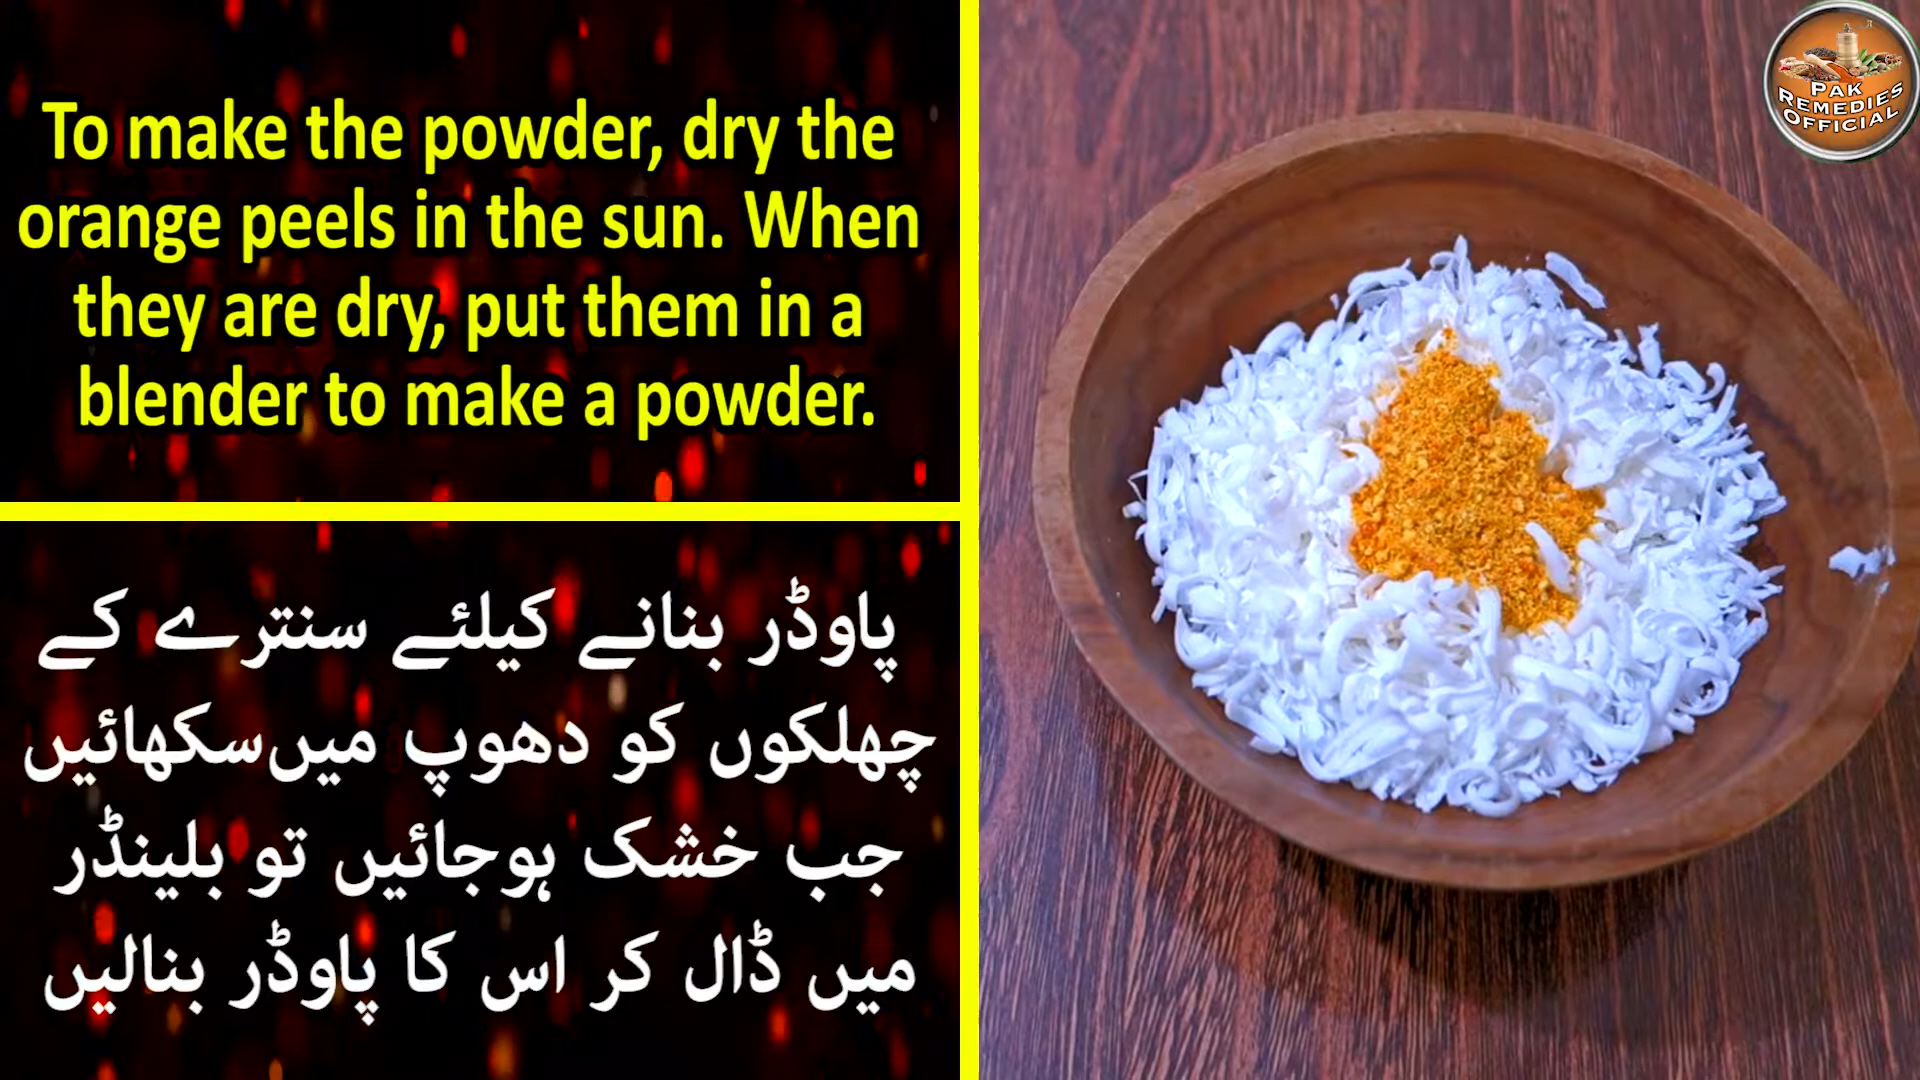 To make the powder, dry the
orange peels in the sun. When
they are dry, put them in a
blender to make a powder.
پاوڈر بنانے کیلئے سنترے کے
چھلکوں کو دھوپ میں سکھائیں
جب خشک ہوجائیں تو بلینڈر
میں ڈال کر اس کا پاوڈر بنالیں
PAK
REMEDIES
OFFICIAL